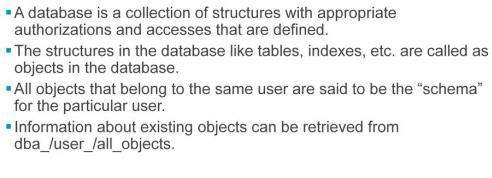 ▪ A database is a collection of structures with appropriate
authorizations and accesses that are defined.
▪ The structures in the database like tables, indexes, etc. are called as
objects in the database.
▪ All objects that belong to the same user are said to be the “schema”
for the particular user.
▪ Information about existing objects can be retrieved from
dba_/user_/all_objects.